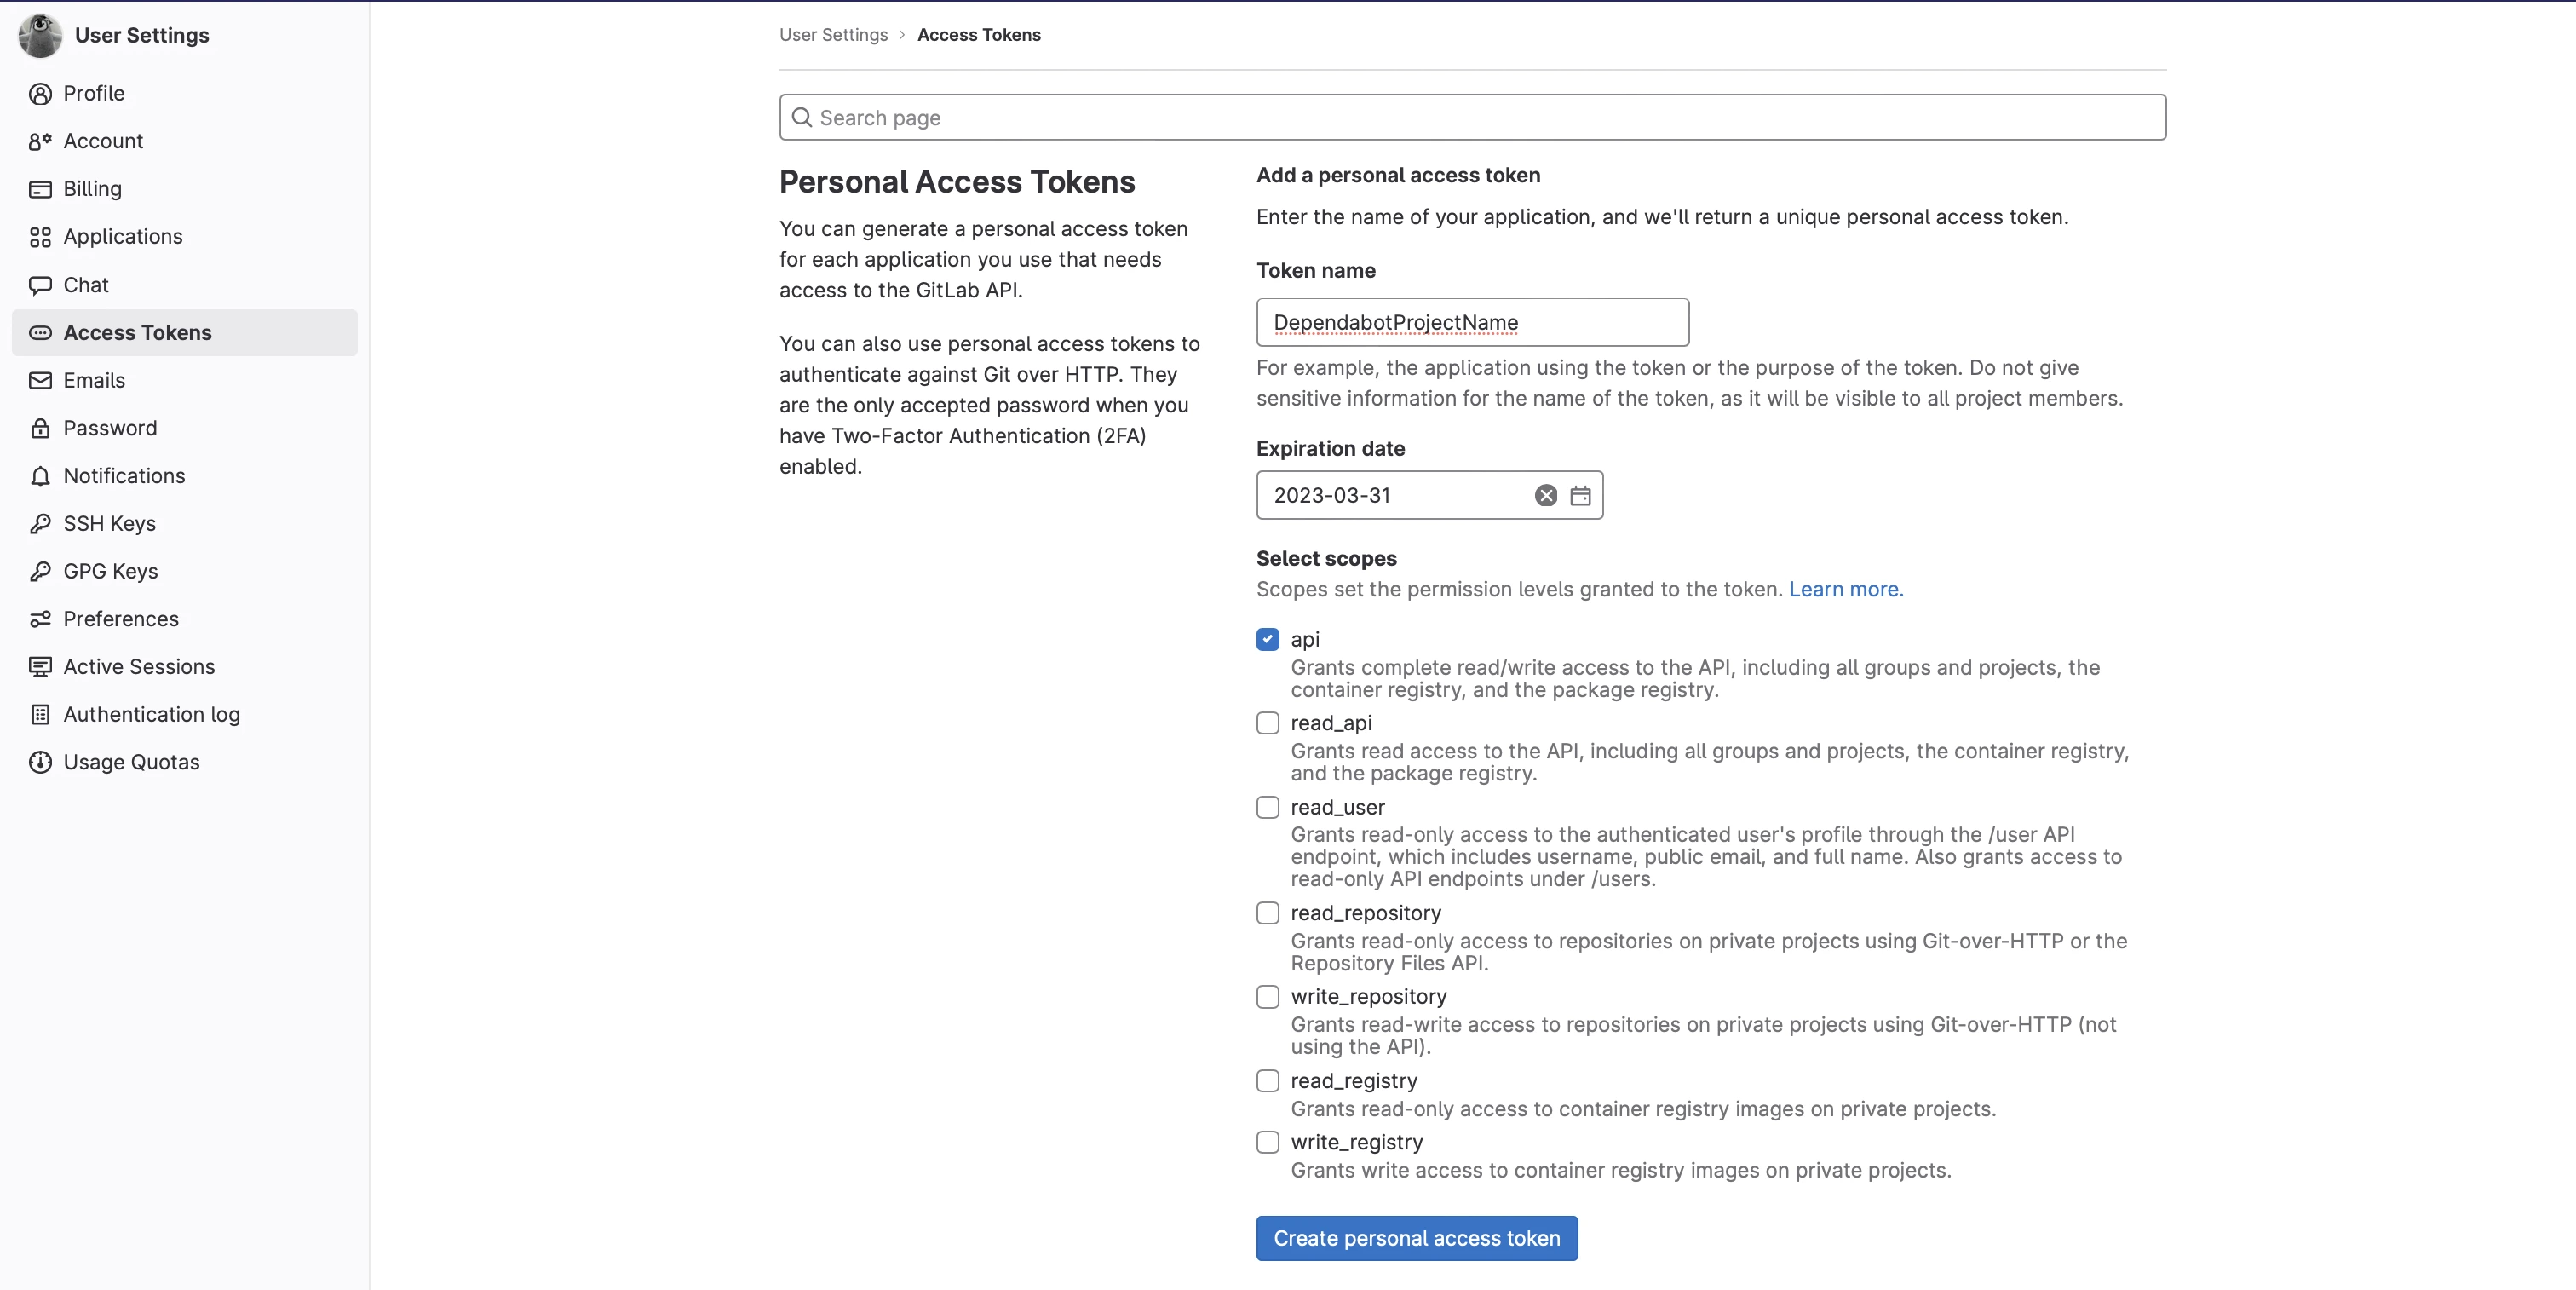 User Settings
Profile
Account
Billing
Applications
Chat
Access Tokens
Emails
Password
Notifications
SSH Keys
GPG Keys
Preferences
Active Sessions
Authentication log
Usage Quotas
User Settings › Access Tokens
Search page
Personal Access Tokens
You can generate a personal access token
for each application you use that needs
access to the GitLab API.
You can also use personal access tokens to
authenticate against Git over HTTP. They
are the only accepted password when you
have Two-Factor Authentication (2FA)
enabled.
Add a personal access token
Enter the name of your application, and we'll return a unique personal access token.
Token name
DependabotProjectName
For example, the application using the token or the purpose of the token. Do not give
sensitive information for the name of the token, as it will be visible to all project members.
Expiration date
2023-03-31
Select scopes
Scopes set the permission levels granted to the token. Learn more.
api
Grants complete read/write access to the API, including all groups and projects, the
container registry, and the package registry.
read_api
Grants read access to the API, including all groups and projects, the container registry,
and the package registry.
read_user
Grants read-only access to the authenticated user's profile through the /user API
endpoint, which includes username, public email, and full name. Also grants access to
read-only API endpoints under /users.
read_repository
Grants read-only access to repositories on private projects using Git-over-HTTP or the
Repository Files API.
write_repository
Grants read-write access to repositories on private projects using Git-over-HTTP (not
using the API).
read_registry
Grants read-only access to container registry images on private projects.
write_registry
Grants write access to container registry images on private projects.
Create personal access token